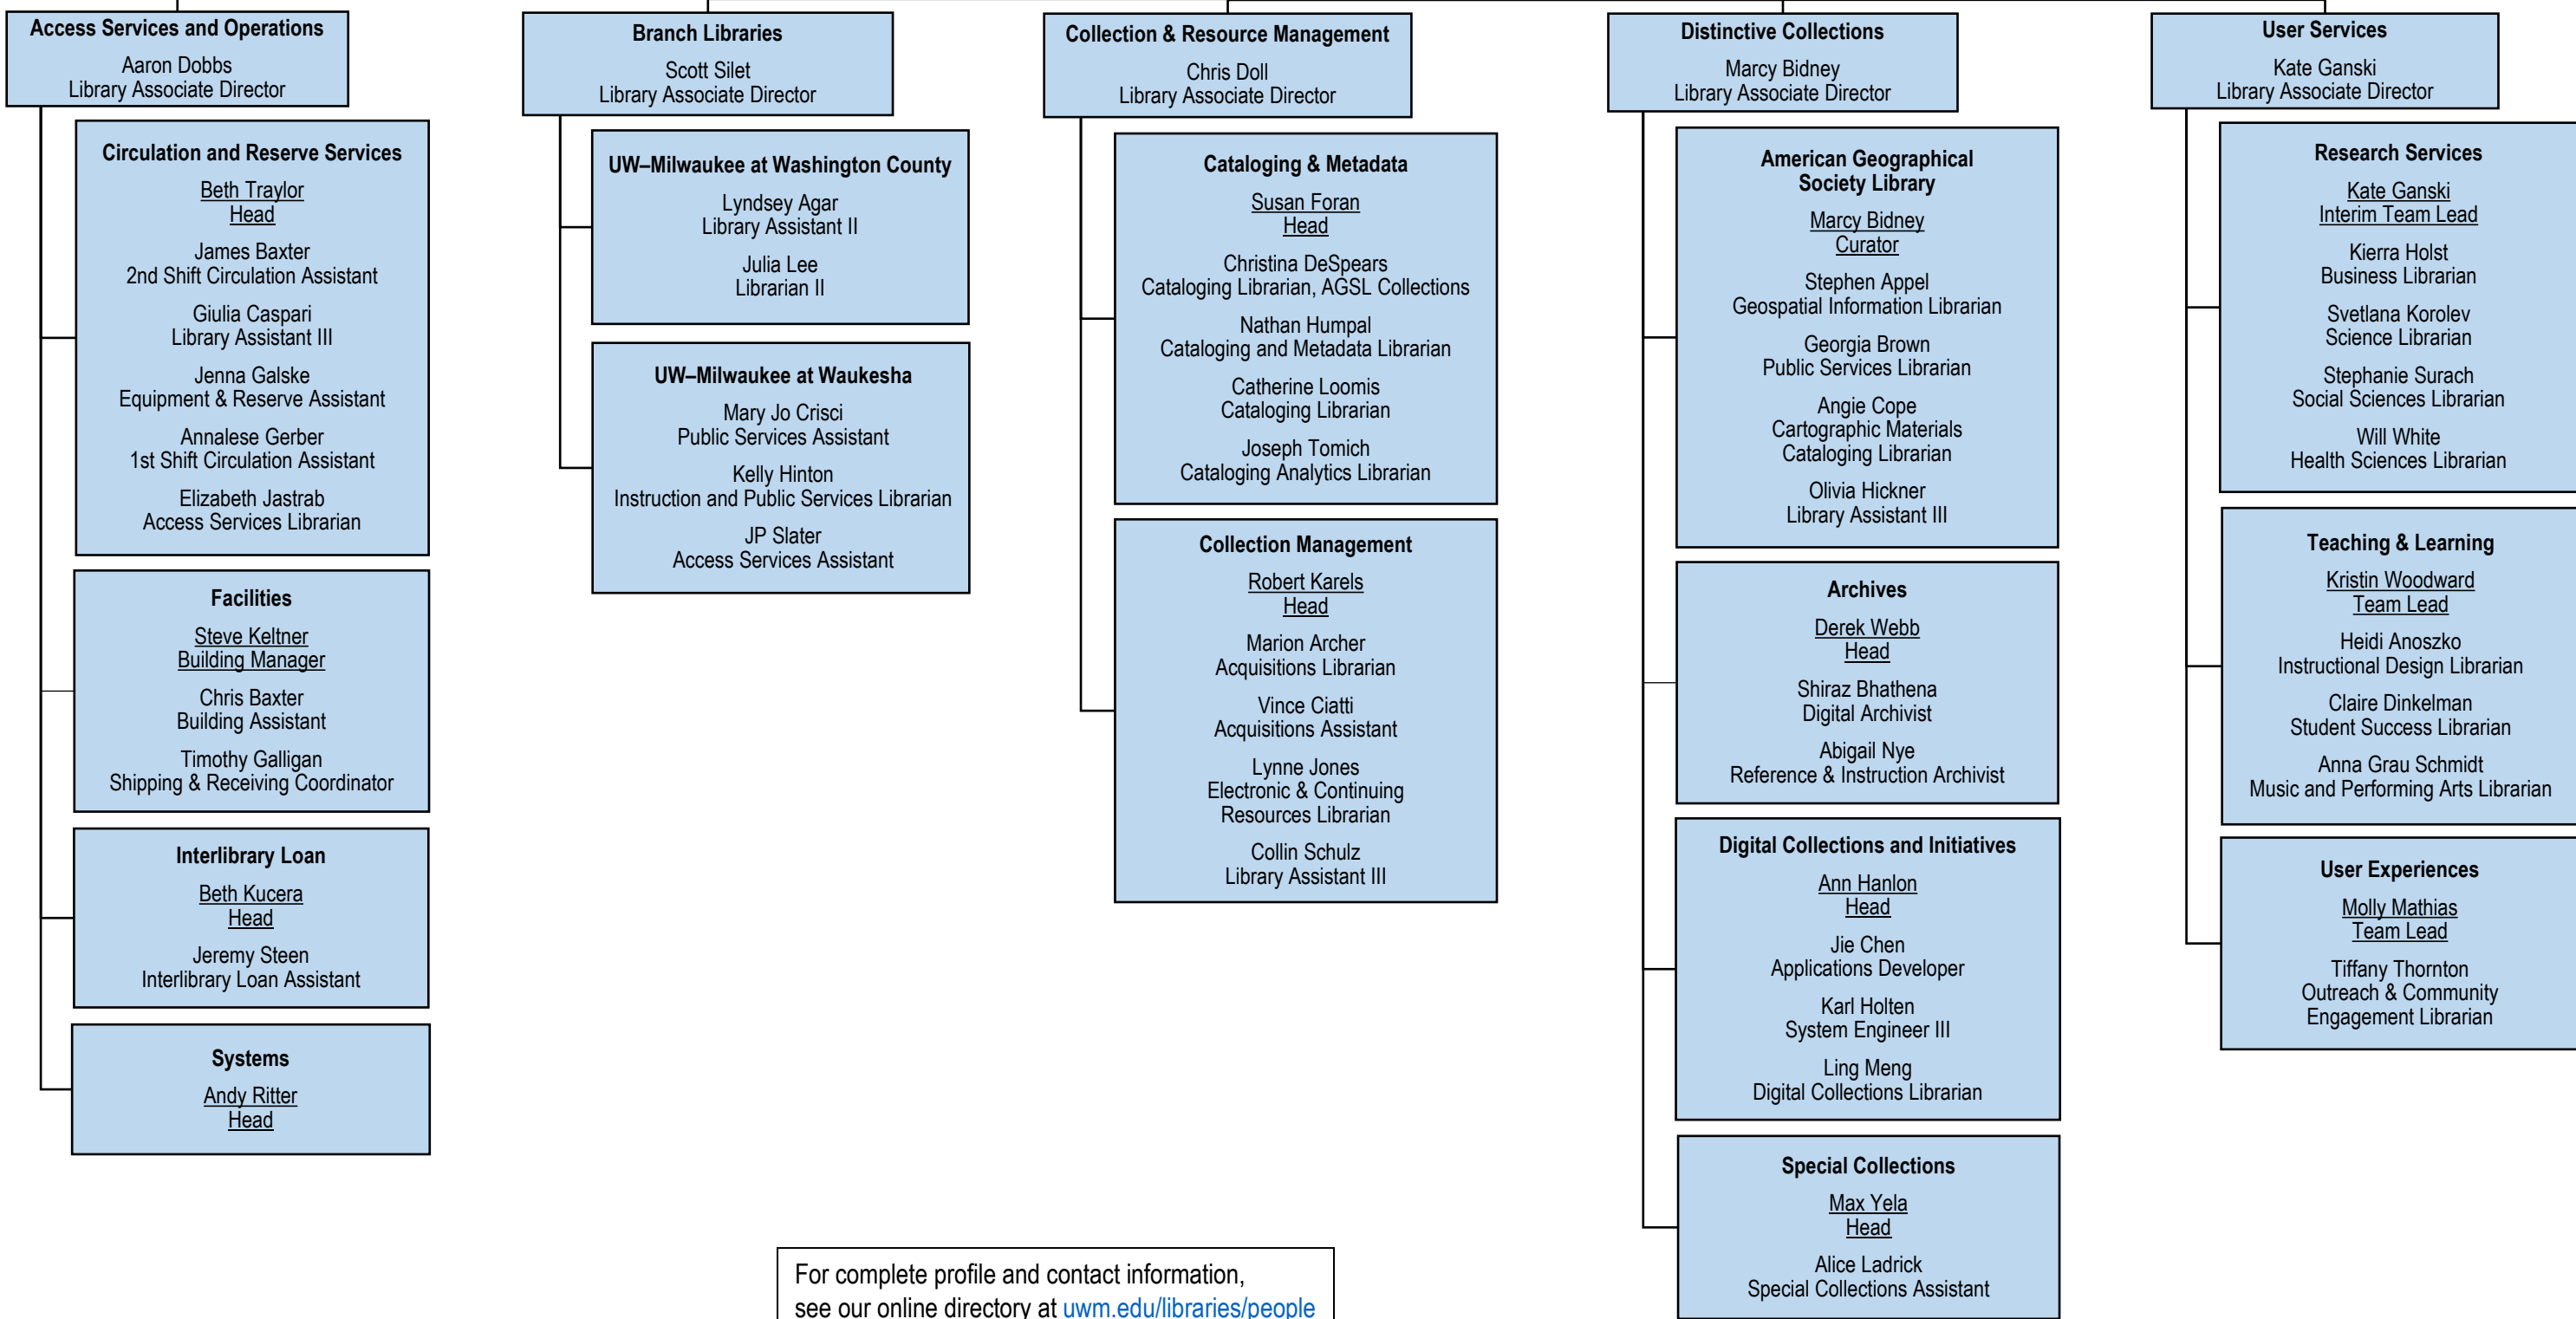 Access Services and Operations
Aaron Dobbs
Library Associate Director
Circulation and Reserve Services
Beth Traylor
Head
James Baxter
2nd Shift Circulation Assistant
Giulia Caspari
Library Assistant III
Jenna Galske
Equipment & Reserve Assistant
Annalese Gerber
1st Shift Circulation Assistant
Elizabeth Jastrab
Access Services Librarian
Facilities
Steve Keltner
Building Manager
Chris Baxter
Building Assistant
Timothy Galligan
Shipping & Receiving Coordinator
Interlibrary Loan
Beth Kucera
Head
Jeremy Steen
Interlibrary Loan Assistant
Systems
Andy Ritter
Head
Branch Libraries
Scott Silet
Library Associate Director
UW–Milwaukee at Washington County
Lyndsey Agar
Library Assistant II
Julia Lee
Librarian II
UW–Milwaukee at Waukesha
Mary Jo Crisci
Public Services Assistant
Kelly Hinton
Instruction and Public Services Librarian
JP Slater
Access Services Assistant
Collection & Resource Management
Chris Doll
Library Associate Director
Cataloging & Metadata
Susan Foran
Head
Christina DeSpears
Cataloging Librarian, AGSL Collections
Nathan Humpal
Cataloging and Metadata Librarian
Catherine Loomis
Cataloging Librarian
Joseph Tomich
Cataloging Analytics Librarian
Collection Management
Robert Karels
Head
Marion Archer
Acquisitions Librarian
Vince Ciatti
Acquisitions Assistant
Lynne Jones
Electronic & Continuing
Resources Librarian
Collin Schulz
Library Assistant III
Distinctive Collections
Marcy Bidney
Library Associate Director
American Geographical
Society Library
Marcy Bidney
Curator
Stephen Appel
Geospatial Information Librarian
Georgia Brown
Public Services Librarian
Angie Cope
Cartographic Materials
Cataloging Librarian
Olivia Hickner
Library Assistant III
Archives
Derek Webb
Head
Shiraz Bhathena
Digital Archivist
Abigail Nye
Reference & Instruction Archivist
Digital Collections and Initiatives
Ann Hanlon
Head
Jie Chen
Applications Developer
Karl Holten
System Engineer III
Ling Meng
Digital Collections Librarian
Special Collections
Max Yela
Head
Alice Ladrick
Special Collections Assistant
User Services
Kate Ganski
Library Associate Director
Research Services
Kate Ganski
Interim Team Lead
Kierra Holst
Business Librarian
Svetlana Korolev
Science Librarian
Stephanie Surach
Social Sciences Librarian
Will White
Health Sciences Librarian
Teaching & Learning
Kristin Woodward
Team Lead
Heidi Anoszko
Instructional Design Librarian
Claire Dinkelman
Student Success Librarian
Anna Grau Schmidt
Music and Performing Arts Librarian
User Experiences
Molly Mathias
Team Lead
Tiffany Thornton
Outreach & Community
Engagement Librarian
For complete profile and contact information,
see our online directory at uwm.edu/libraries/people